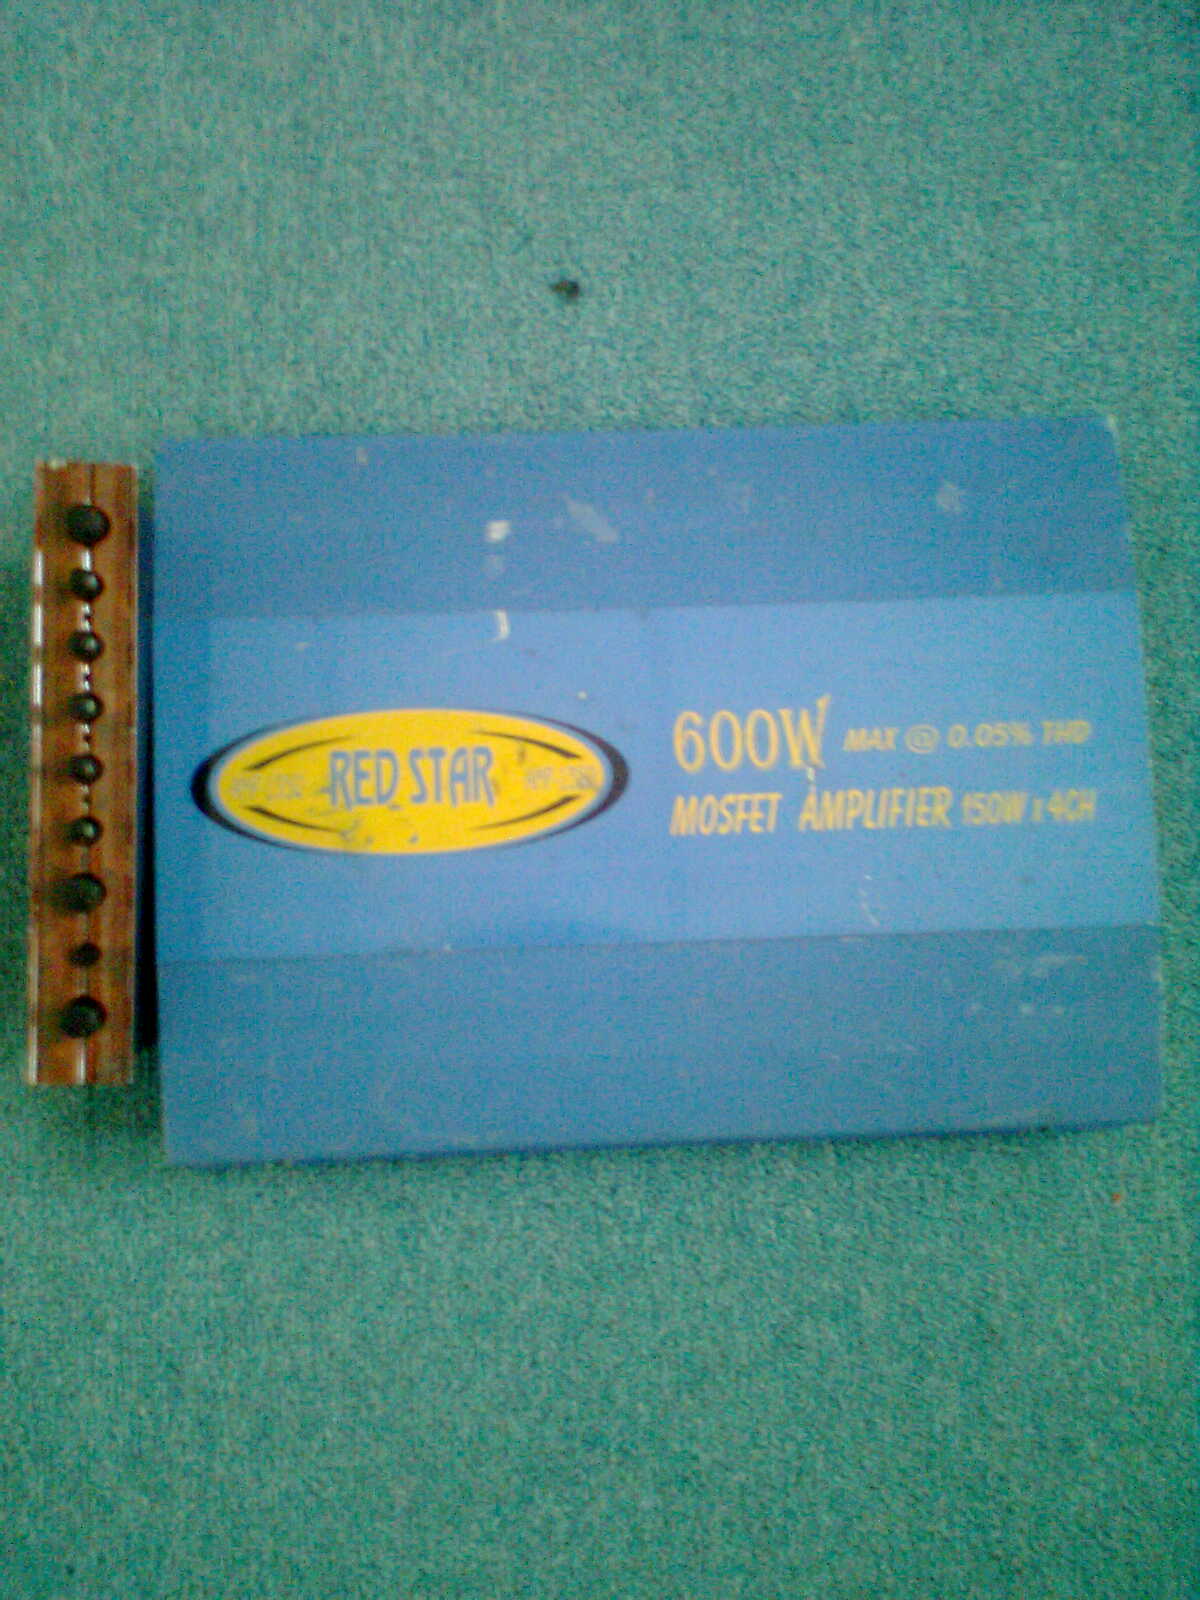 RED STAR
600W MAX @ 0.05% THD
MOSFET AMPLIFIER 150W x 4CH